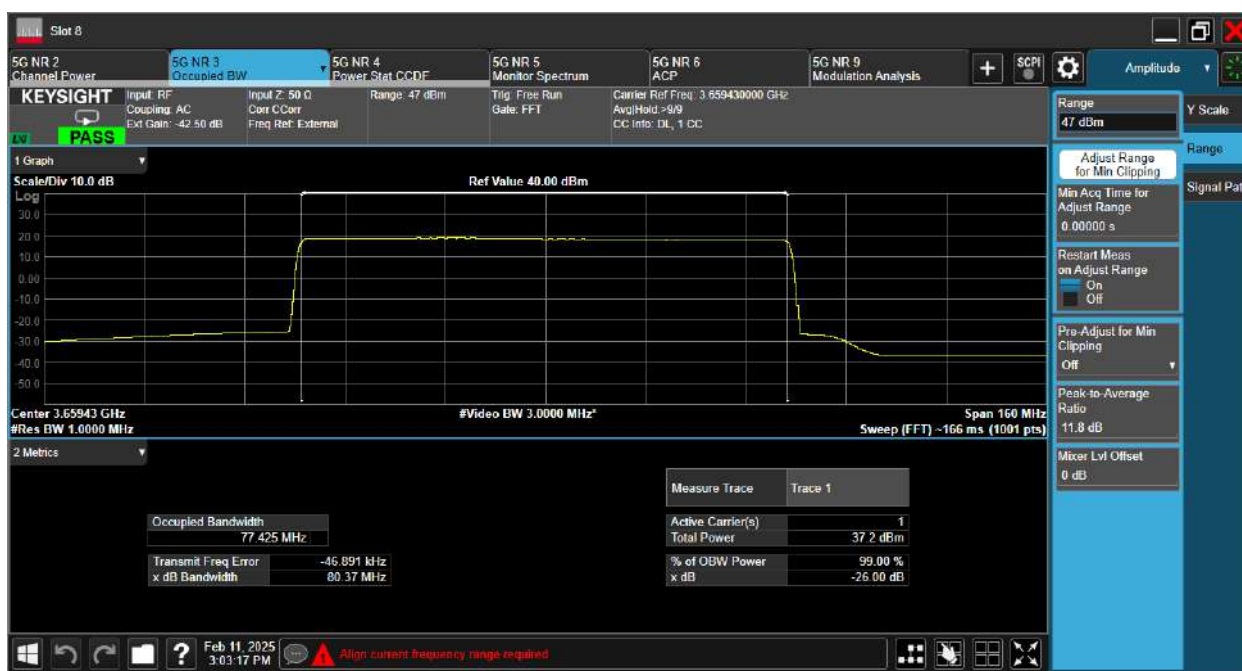 Slot 8
5G NR 2
Channel Power
5G NR 3
Occupied BW
5G NR 4
Power Stat CCDF
5G NR 5
Monitor Spectrum
5G NR 6
ACP
5G NR 9
Modulation Analysis
SCPI
Amplitude
KEYSIGHT
PASS
Input: RF
Coupling: AC
Ext Gain: -42.50 dB
Input Z: 50 Ω
Corr CCorr
Freq Ref: External
Range: 47 dBm
Trig: Free Run
Gate: FFT
Carrier Ref Freq: 3.659430000 GHz
Avg|Hold:>9/9
CC Info: DL, 1 CC
Range
47 dBm
Y Scale
Range
Signal Pat
Adjust Range
for Min Clipping
Min Acq Time for
Adjust Range
0.00000 s
Restart Meas
on Adjust Range
On
Off
Pre-Adjust for Min
Clipping
Off
Peak-to-Average
Ratio
11.8 dB
Mixer Lvl Offset
0 dB
1 Graph
Scale/Div 10.0 dB
Ref Value 40.00 dBm
Log
30.0
20.0
10.0
0.00
-10.0
-20.0
-30.0
-40.0
-50.0
Center 3.65943 GHz
#Video BW 3.0000 MHz*
Span 160 MHz
#Res BW 1.0000 MHz
Sweep (FFT) ~166 ms (1001 pts)
2 Metrics
Measure Trace Trace 1
Occupied Bandwidth
77.425 MHz
Active Carrier(s) 1
Total Power 37.2 dBm
Transmit Freq Error -46.891 kHz
x dB Bandwidth 80.37 MHz
% of OBW Power 99.00 %
x dB -26.00 dB
?
Feb 11, 2025
3:03:17 PM
Align current frequency range required